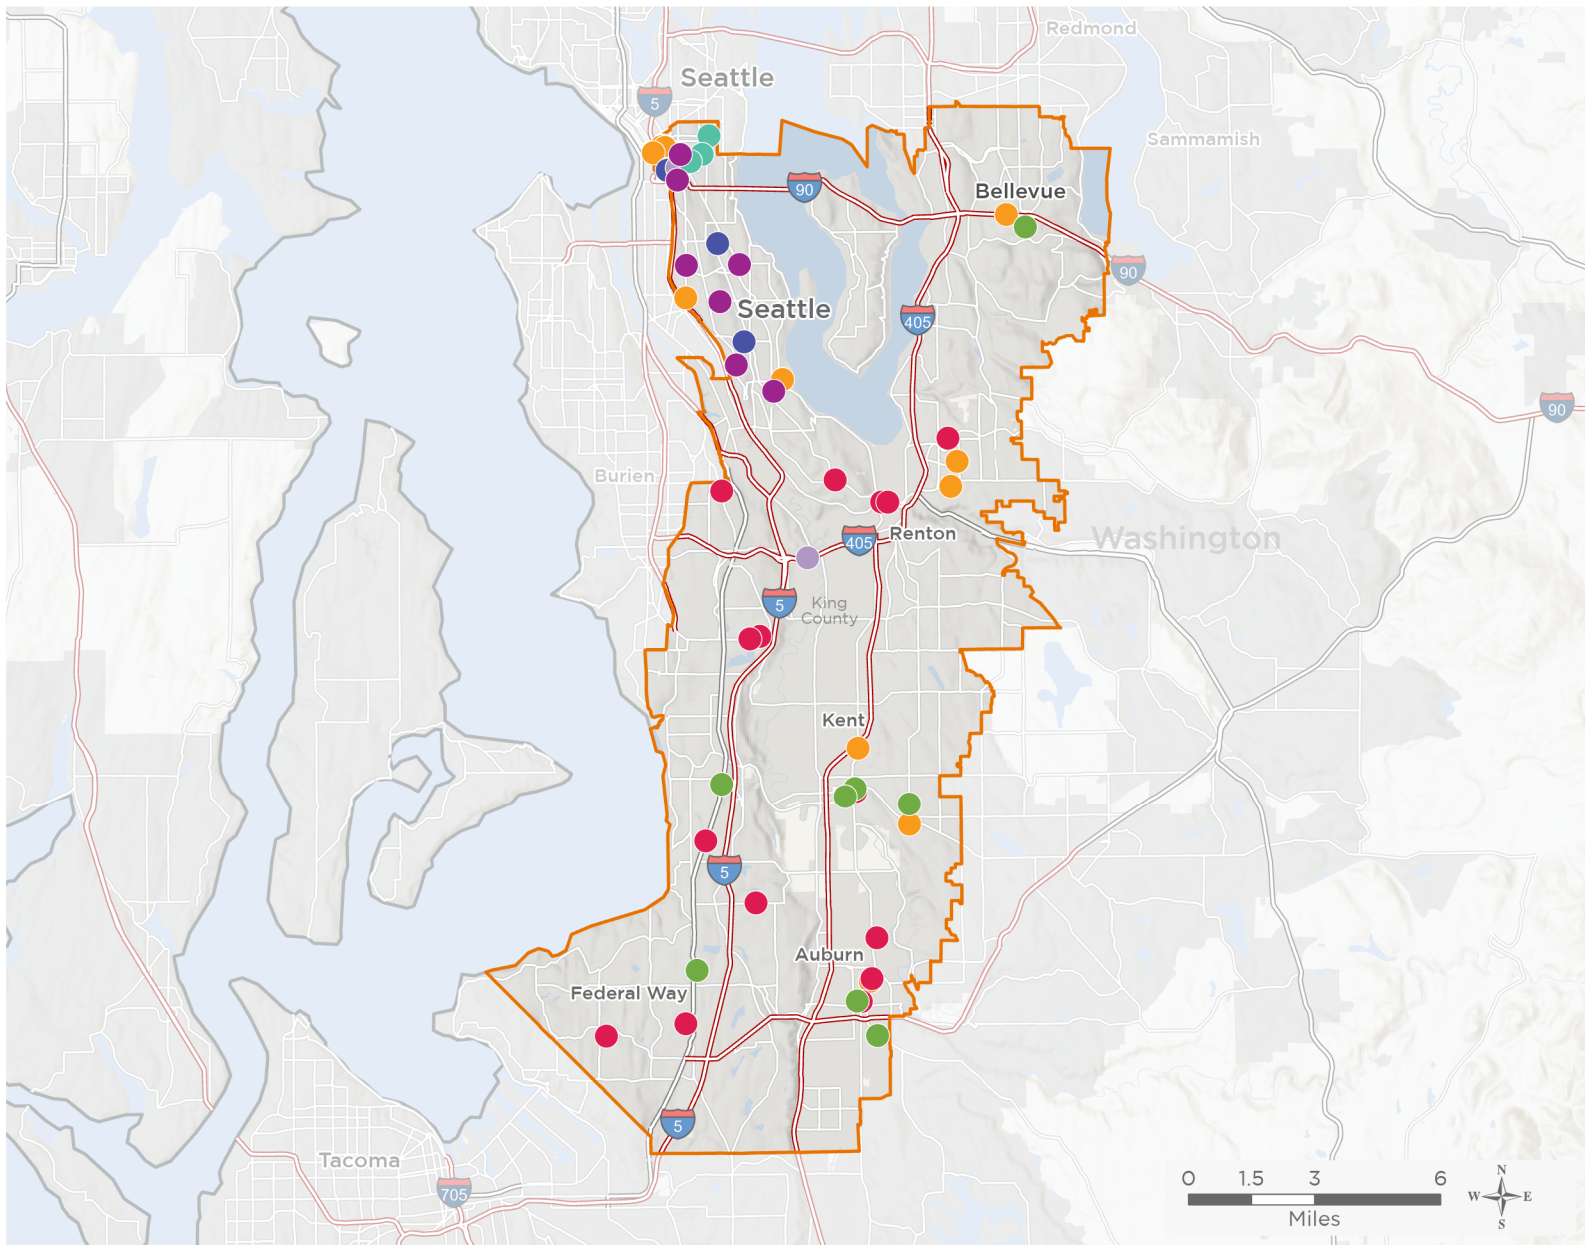 Redmond
Seattle
5
Sammamish
90
Bellevue
90
Seattle
405
90
Burien
Renton
405
Washington
5
King
County
Kent
5
Auburn
Federal Way
5
Tacoma
705
0 1.5 3 6
Miles
N
W E
S